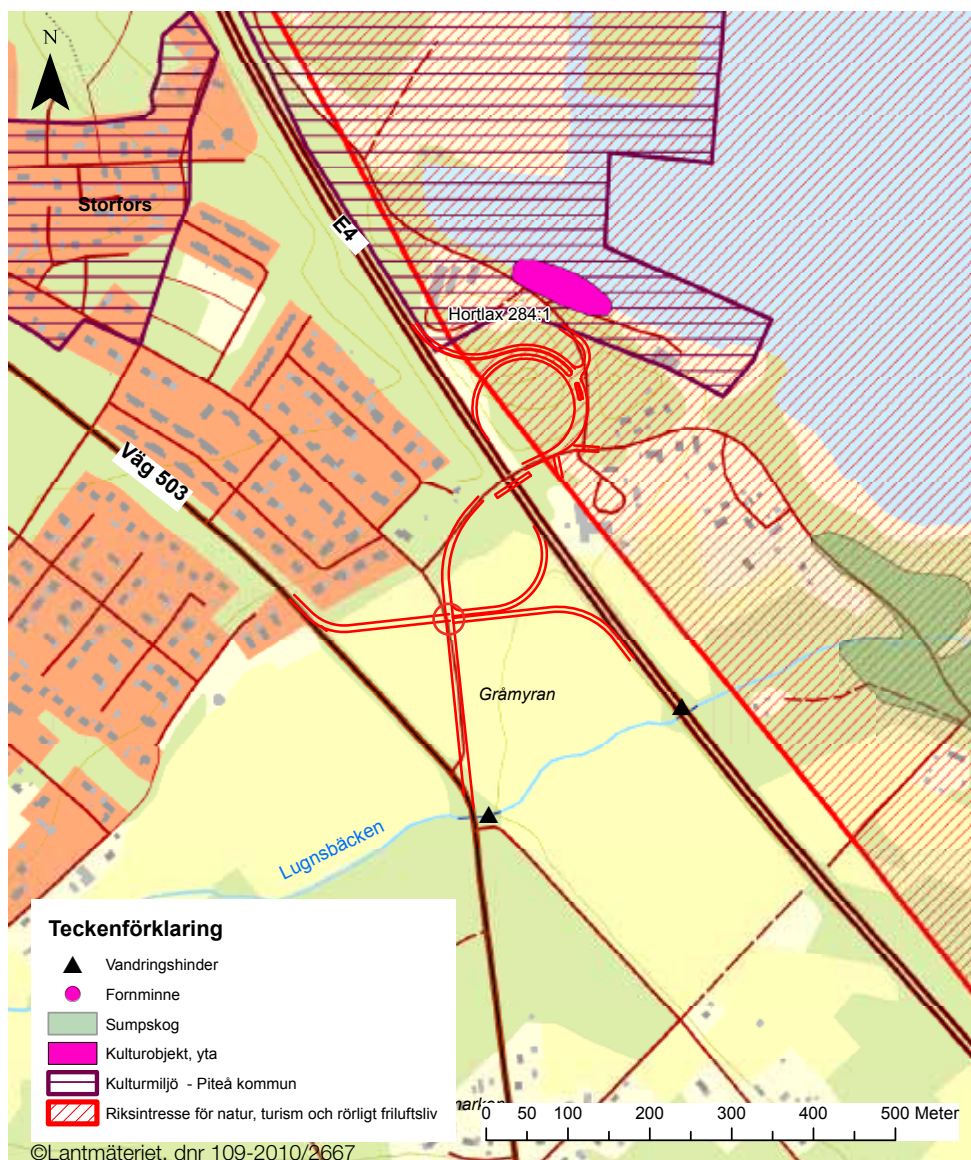 N
Storfors
E4
Hortlax 284:1
Väg 503
Gråmyran
Lugnsbäcken
Teckenförklaring
Vandringshinder
Fornminne
Sumpskog
Kulturobjekt, yta
Kulturmiljö - Piteå kommun
Riksintresse för natur, turism och rörligt friluftsliv
0 50 100 200 300 400 500 Meter
©Lantmäteriet, dnr 109-2010/2667